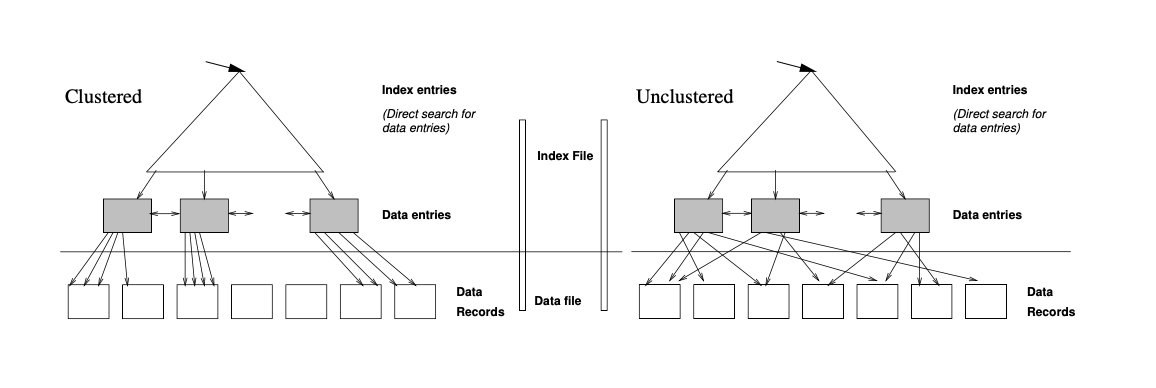 Clustered
Index entries
(Direct search for
data entries)
Index File
Data entries
Data file
Data
Records
Unclustered
Index entries
(Direct search for
data entries)
Data entries
Data
Records